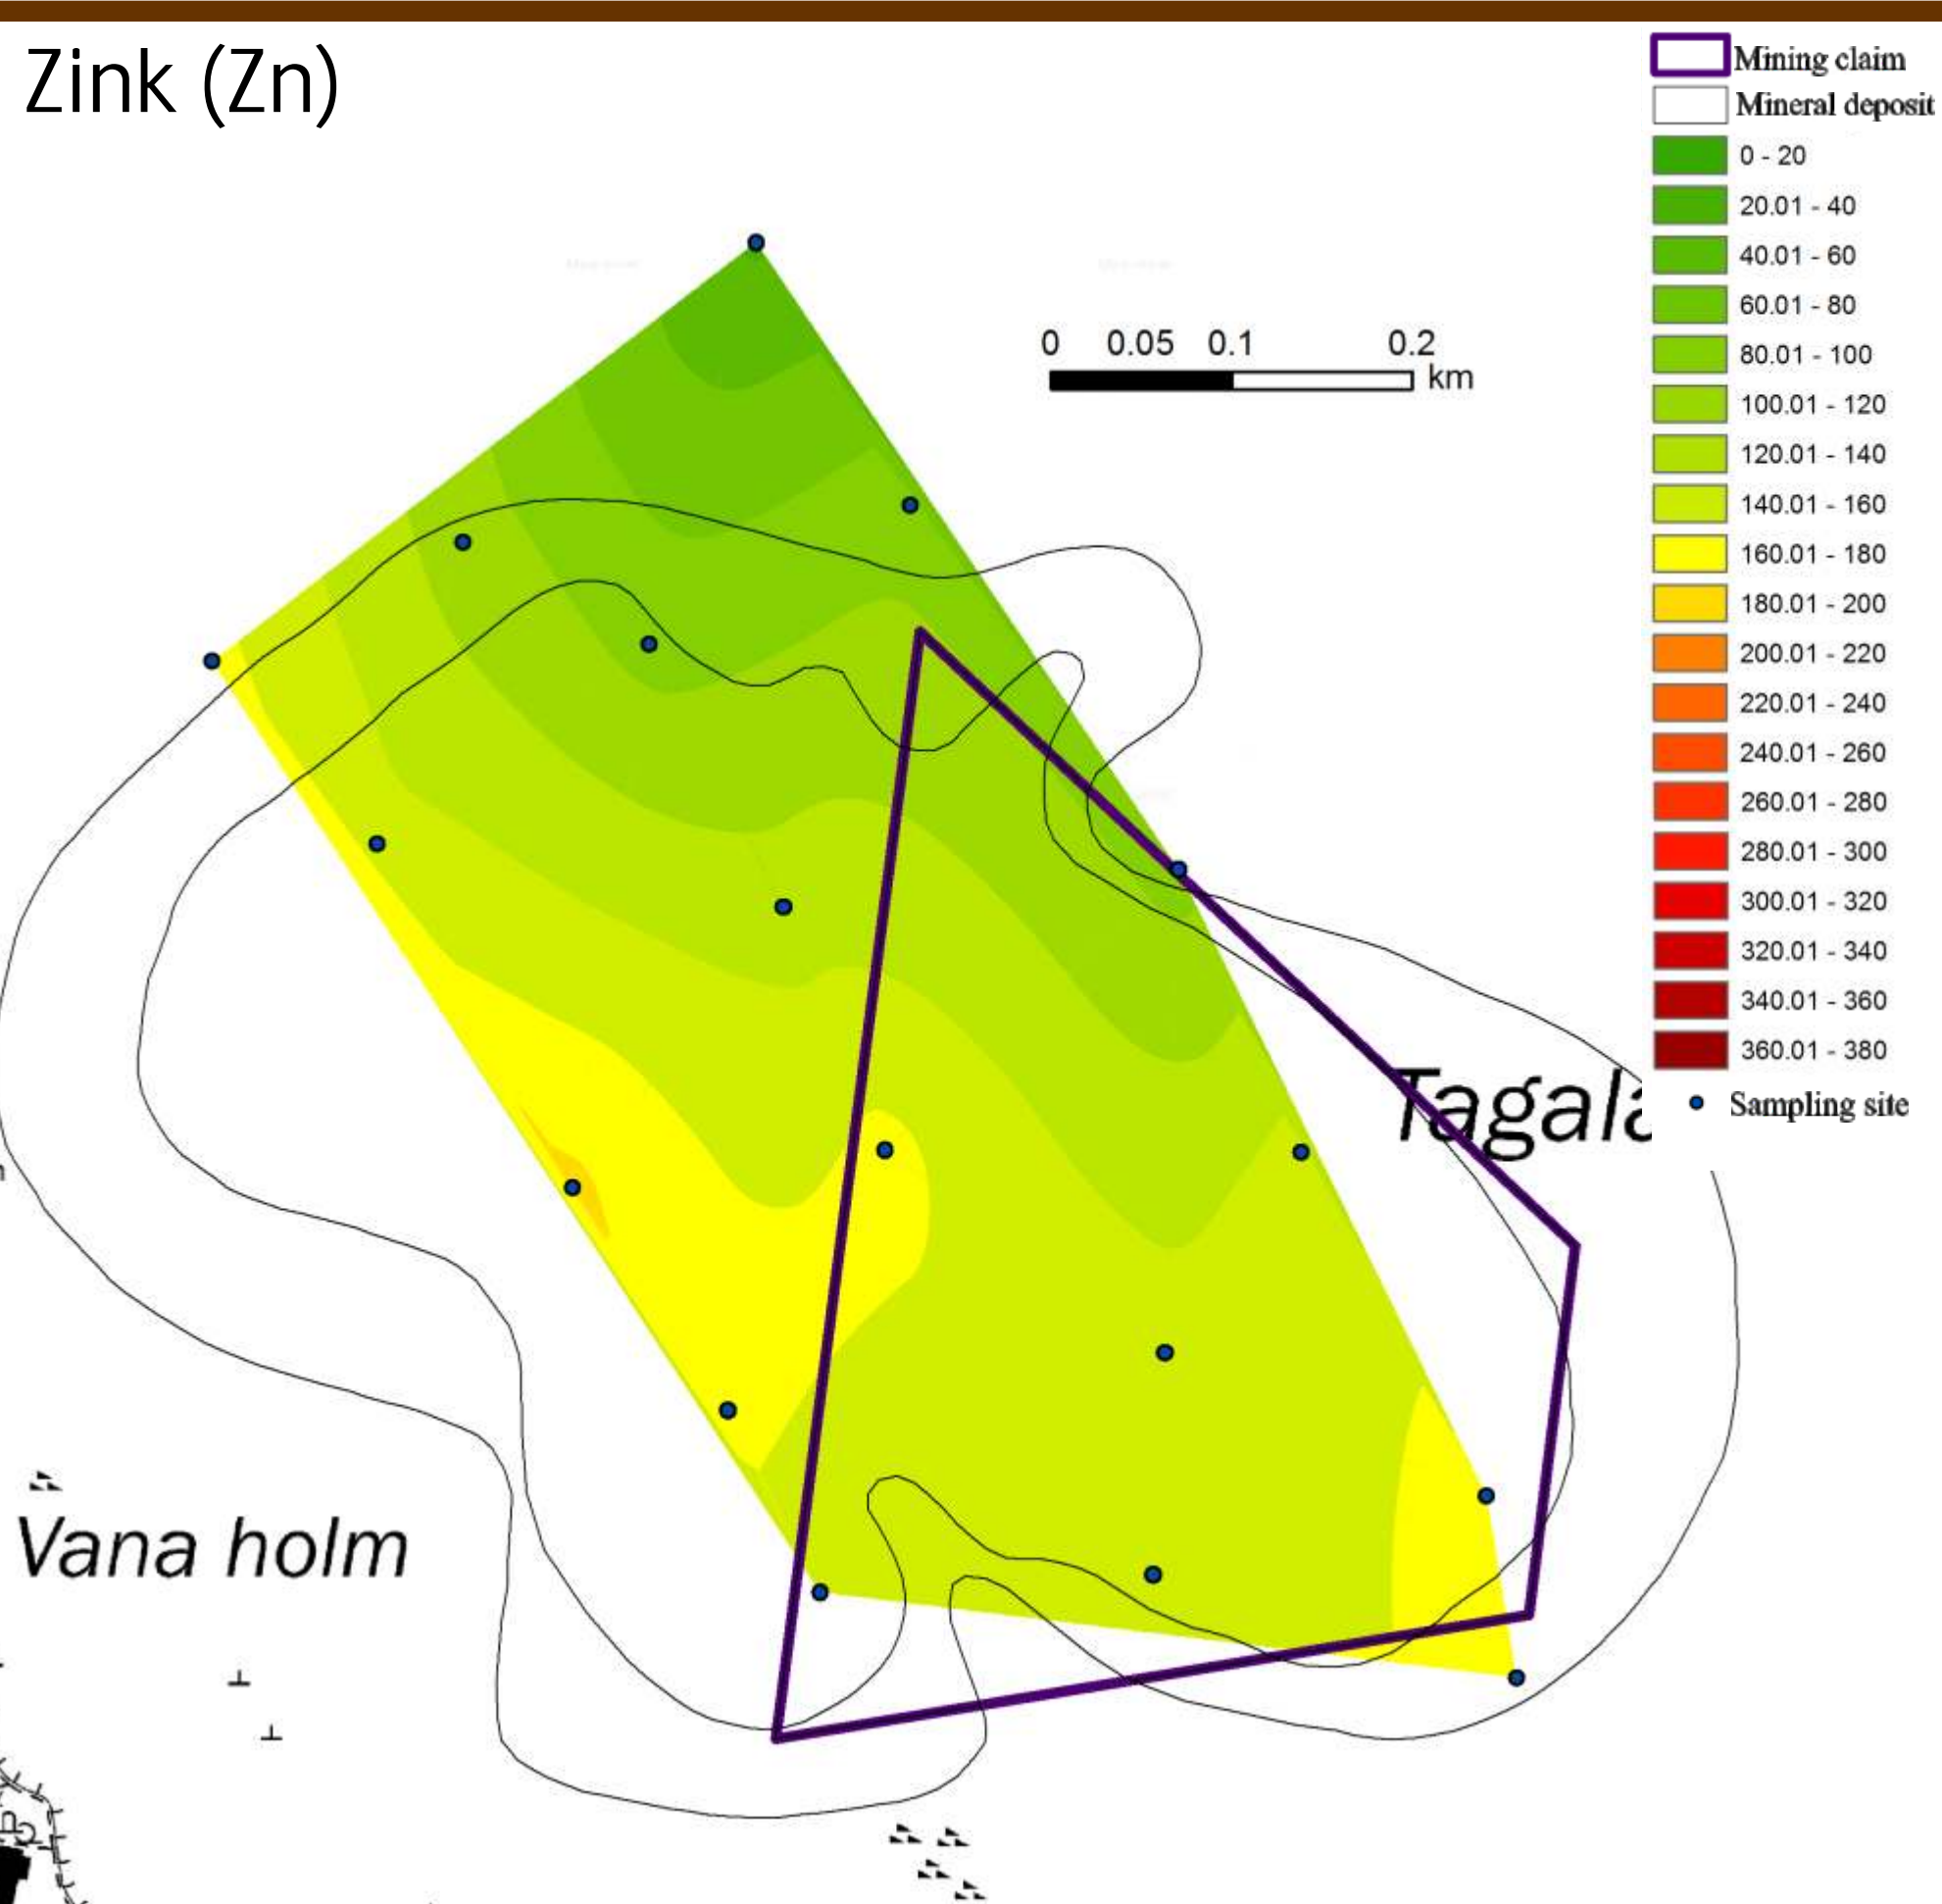 Zink (Zn)
Mining claim
Mineral deposit
0 - 20
20.01 - 40
40.01 - 60
60.01 - 80
80.01 - 100
100.01 - 120
120.01 - 140
140.01 - 160
160.01 - 180
180.01 - 200
200.01 - 220
220.01 - 240
240.01 - 260
260.01 - 280
280.01 - 300
300.01 - 320
320.01 - 340
340.01 - 360
360.01 - 380
Sampling site
0 0.05 0.1 0.2
km
Tagala
Vana holm